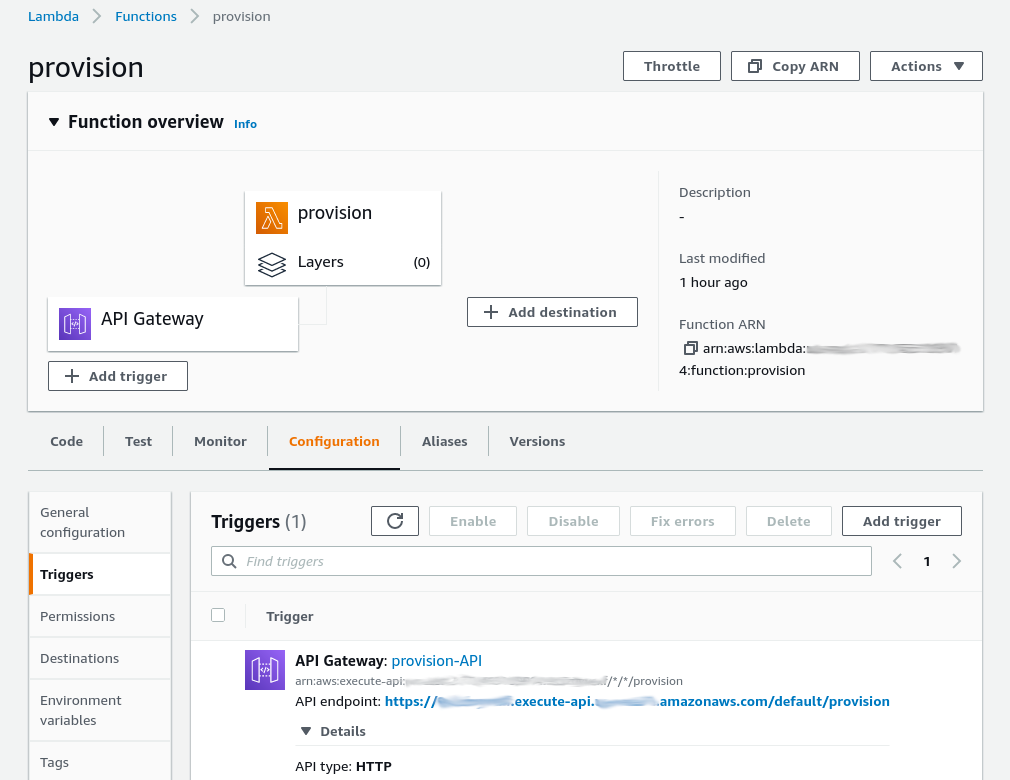 Lambda > Functions > provision
provision
Throttle
Copy ARN
Actions
Function overview Info
provision
Layers (0)
API Gateway
Add trigger
Add destination
Description
-
Last modified
1 hour ago
Function ARN
arn:aws:lambda:
4:function:provision
Code Test Monitor Configuration Aliases Versions
General
configuration
Triggers
Permissions
Destinations
Environment
variables
Tags
Triggers (1)
Enable
Disable
Fix errors
Delete
Add trigger
Find triggers
1
Trigger
API Gateway: provision-API
arn:aws:execute-api: /*/*/provision
API endpoint: https:// .execute-api. .amazonaws.com/default/provision
Details
API type: HTTP